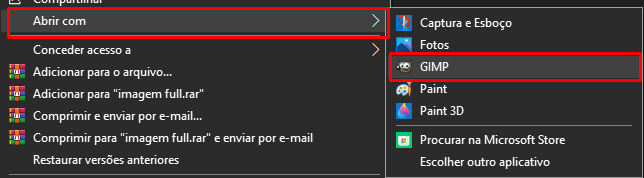 Compartilhar
Abrir com
Conceder acesso a
Adicionar para o arquivo...
Adicionar para "imagem full.rar"
Comprimir e enviar por e-mail...
Comprimir para "imagem full.rar" e enviar por e-mail
Restaurar versões anteriores
Captura e Esboço
Fotos
GIMP
Paint
Paint 3D
Procurar na Microsoft Store
Escolher outro aplicativo